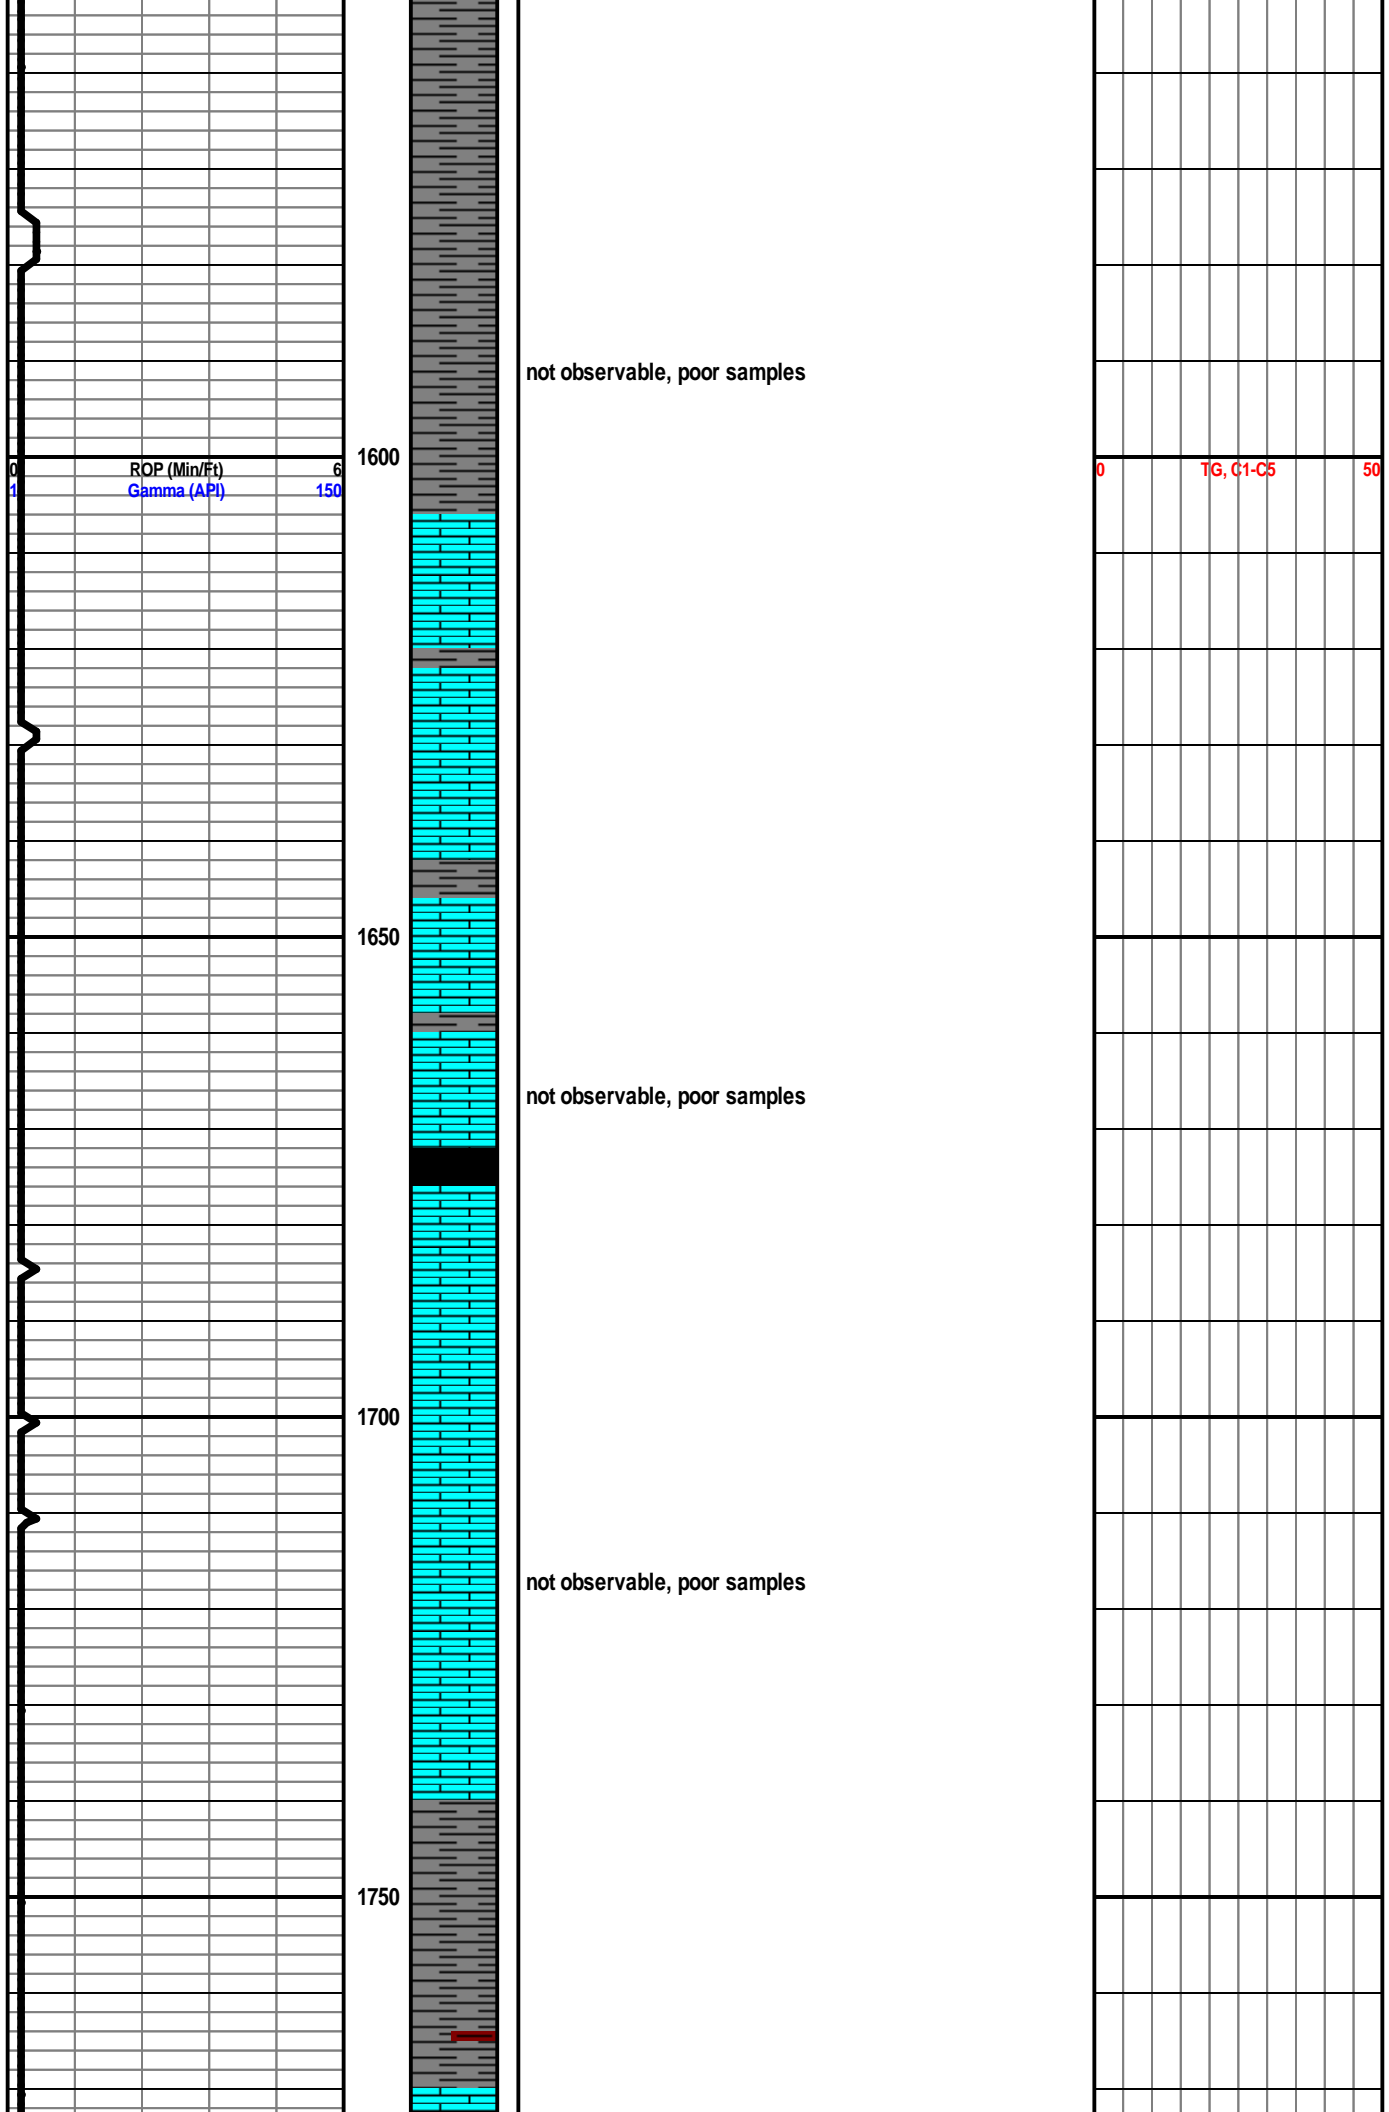 not observable, poor samples
1600
0 ROP (Min/Ft) 6
1 Gamma (API) 150
0 TG, C1-C5 50
1650
not observable, poor samples
1700
not observable, poor samples
1750